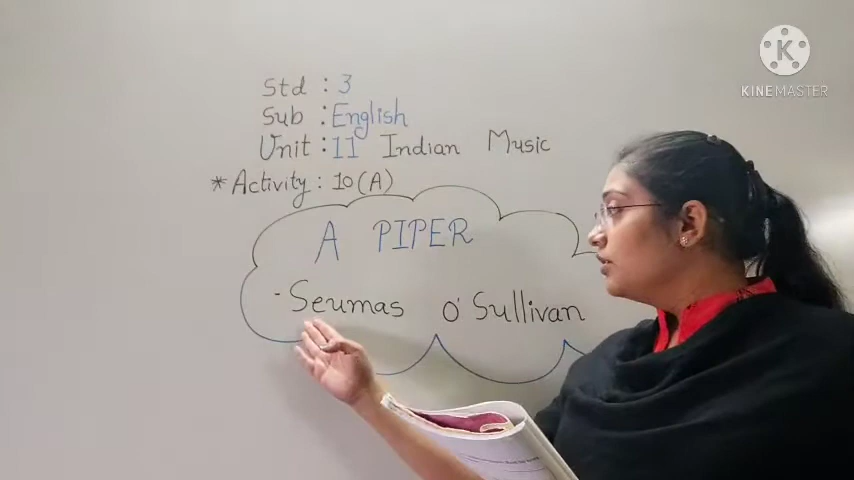 Std : 3
Sub : English
Unit : 11 Indian Music
* Activity : 10 (A)
A PIPER
- Seumas O' Sullivan
K
KINEMASTER